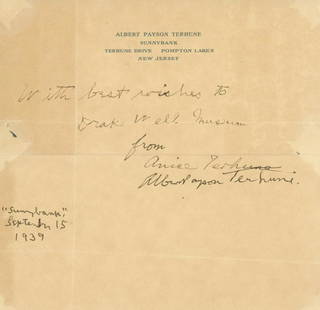 ALBERT PAYSON TERHUNE
SUNNYBANK
TERHUNE DRIVE POMPTON LAKES
NEW JERSEY
With best wishes to
Drake Well Museum
from
Anice Terhune
Albert Payson Terhune.
"Sunnybank,"
September 15
1939